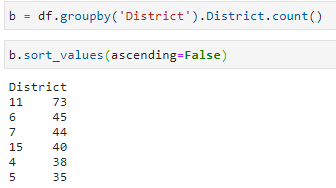 b = df.groupby('District').District.count()
b.sort_values(ascending=False)
District
11 73
6 45
7 44
15 40
4 38
5 35